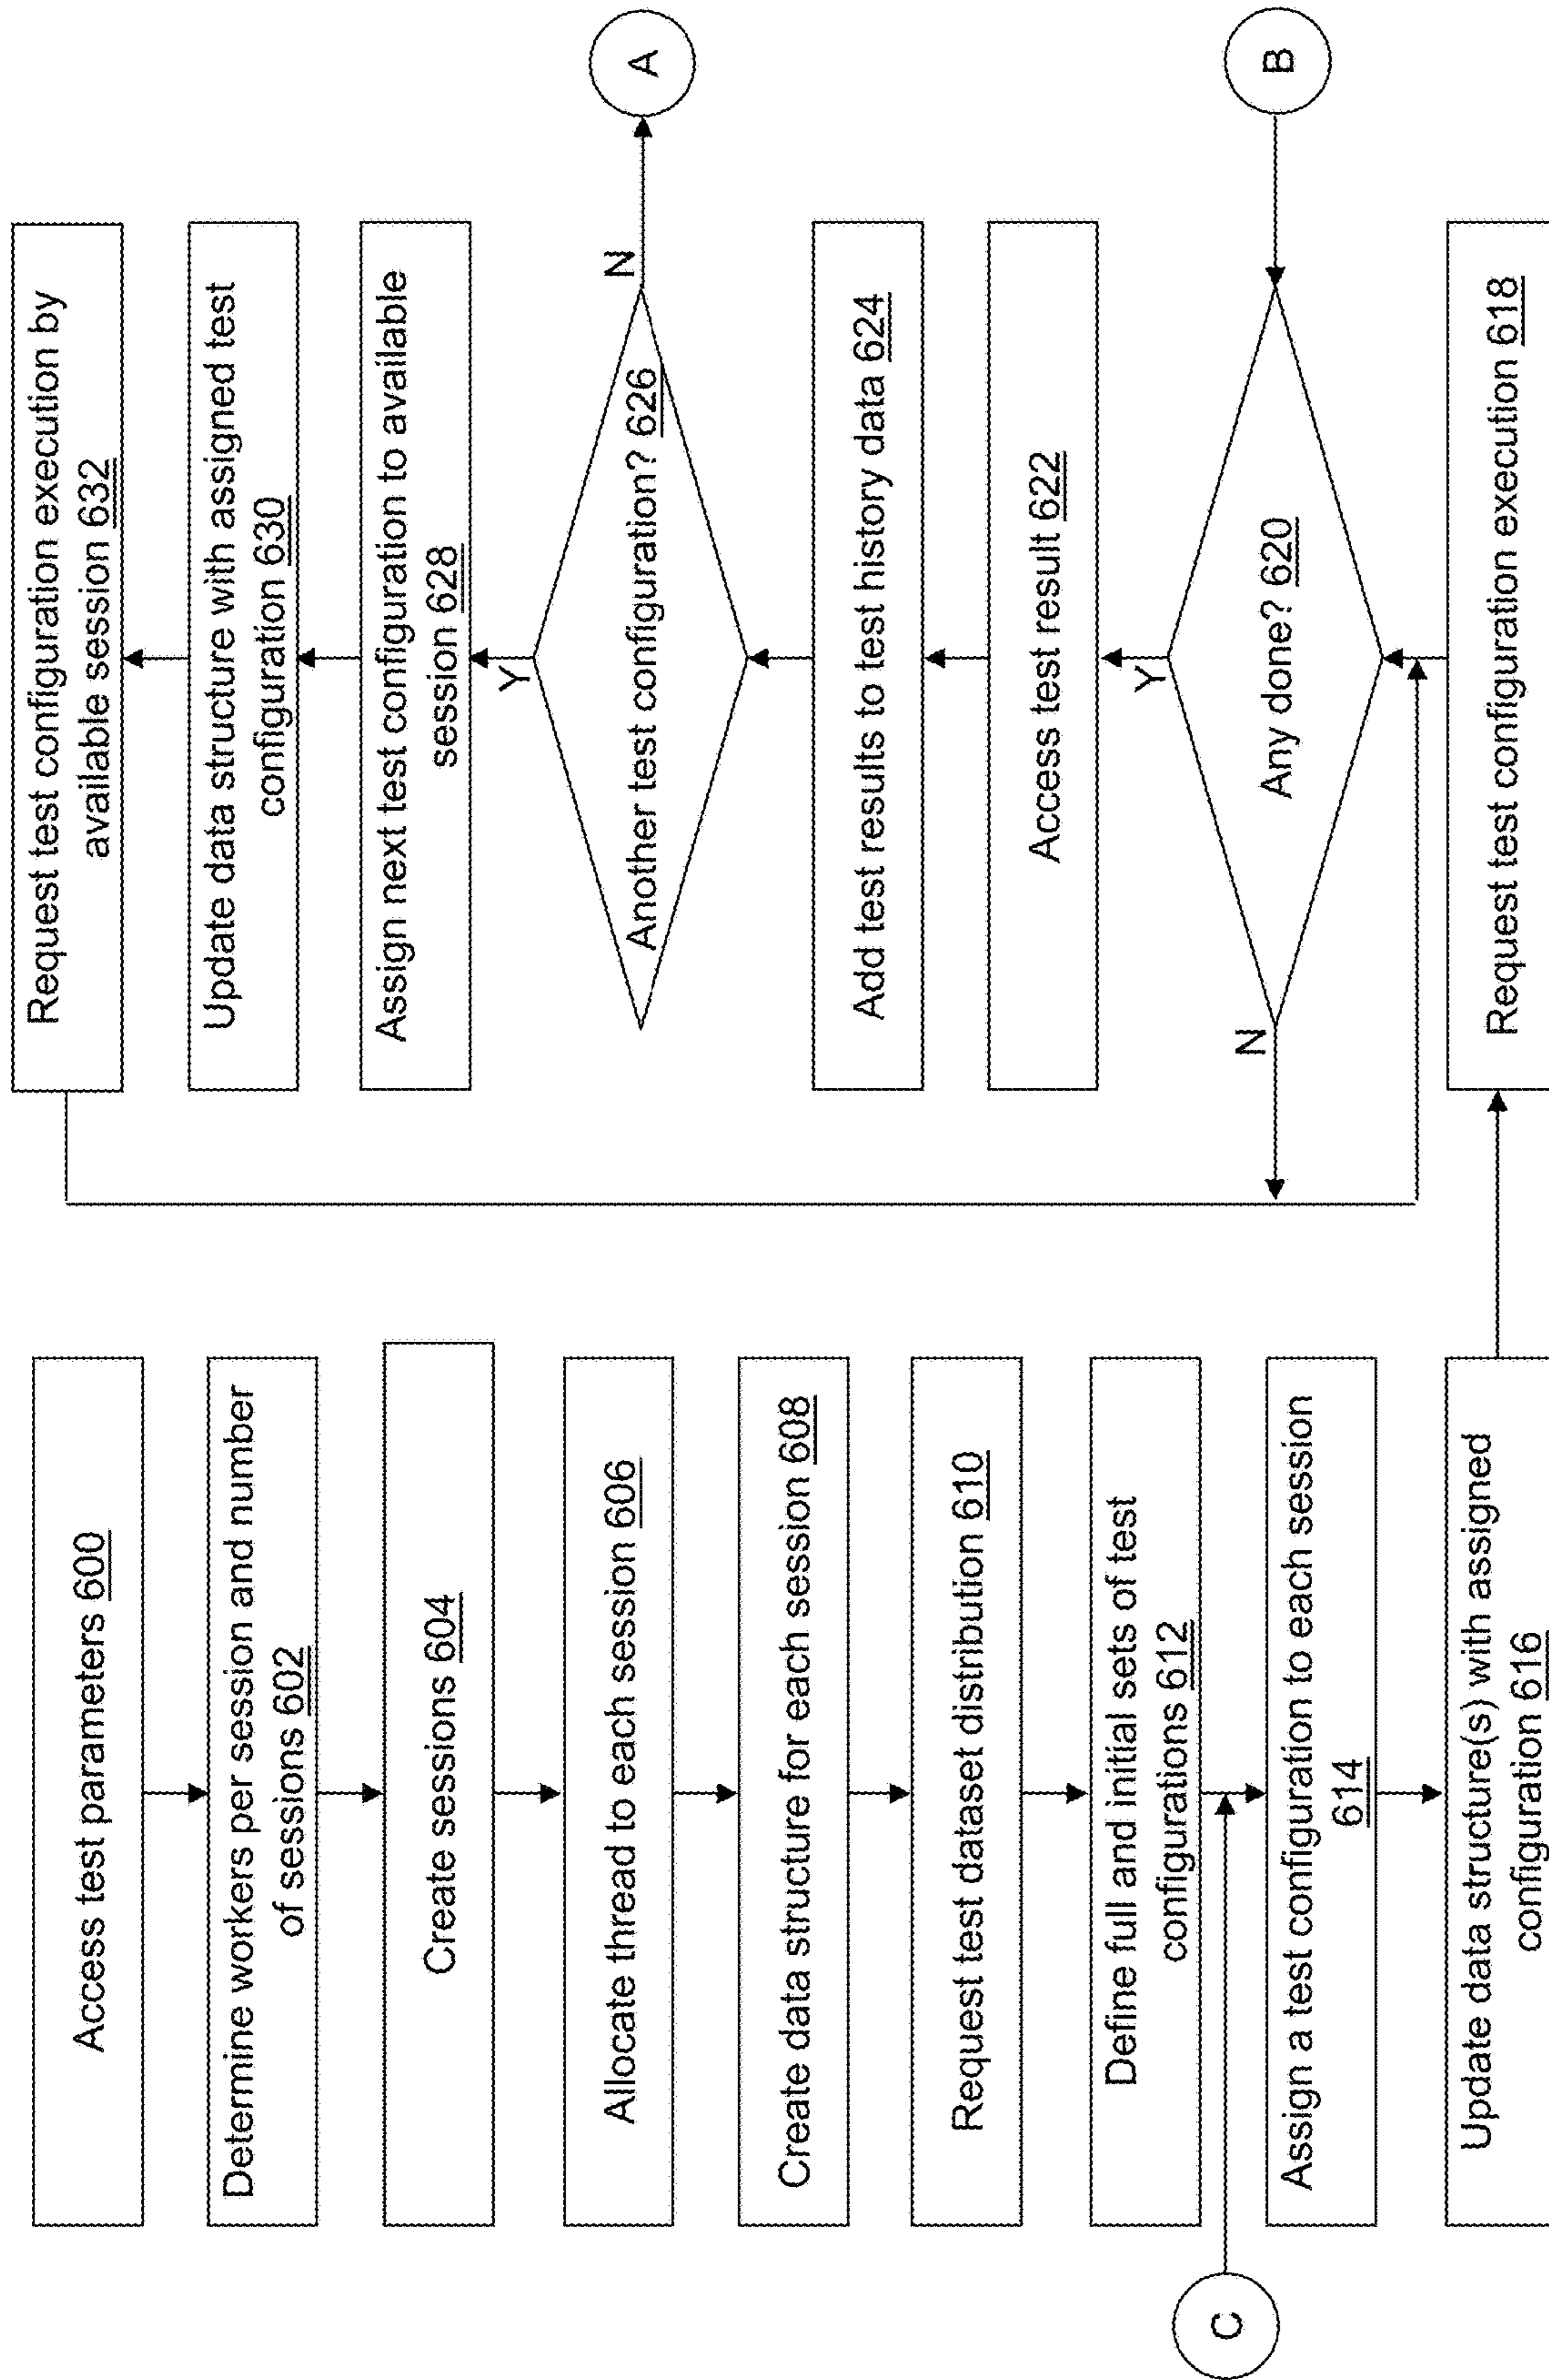 Access test parameters 600
Determine workers per session and number
of sessions 602
Create sessions 604
Allocate thread to each session 606
Create data structure for each session 608
Request test dataset distribution 610
Define full and initial sets of test
configurations 612
C
Assign a test configuration to each session
614
Update data structure(s) with assigned
configuration 616
Request test configuration execution by
available session 632
Update data structure with assigned test
configuration 630
Assign next test configuration to available
session 628
Y
Another test configuration? 626
N
A
Add test results to test history data 624
Access test result 622
Y
N
Any done? 620
B
Request test configuration execution 618